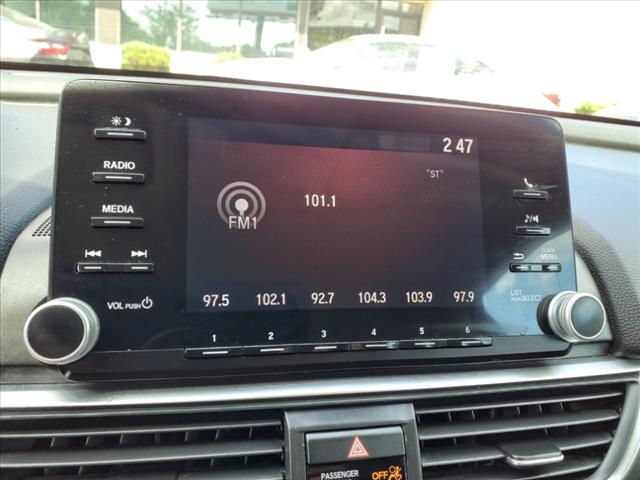 2 47
RADIO
"ST"
101.1
FM1
MEDIA
CLOCK
MENU
VOL PUSH
LIST
PUSH SELECT
97.5 102.1 92.7 104.3 103.9 97.9
1 2 3 4 5 6
PASSENGER OFF